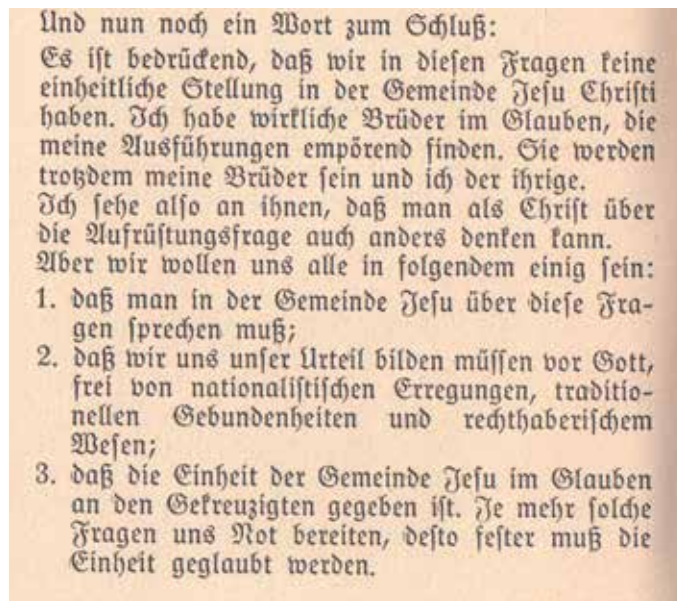 Und nun noch ein Wort zum Schluß:
Es ist bedrückend, daß wir in diesen Fragen keine
einheitliche Stellung in der Gemeinde Jesu Christi
haben. Ich habe wirkliche Brüder im Glauben, die
meine Ausführungen empörend finden. Sie werden
trotzdem meine Brüder sein und ich der ihrige.
Ich sehe also an ihnen, daß man als Christ über
die Aufrüstungsfrage auch anders denken kann.
Aber wir wollen uns alle in folgendem einig sein:
1. daß man in der Gemeinde Jesu über diese Fra-
gen sprechen muß;
2. daß wir uns unser Urteil bilden müssen vor Gott,
frei von nationalistischen Erregungen, traditio-
nellen Gebundenheiten und rechthaberischem
Wesen;
3. daß die Einheit der Gemeinde Jesu im Glauben
an den Gekreuzigten gegeben ist. Je mehr solche
Fragen uns Not bereiten, desto fester muß die
Einheit geglaubt werden.